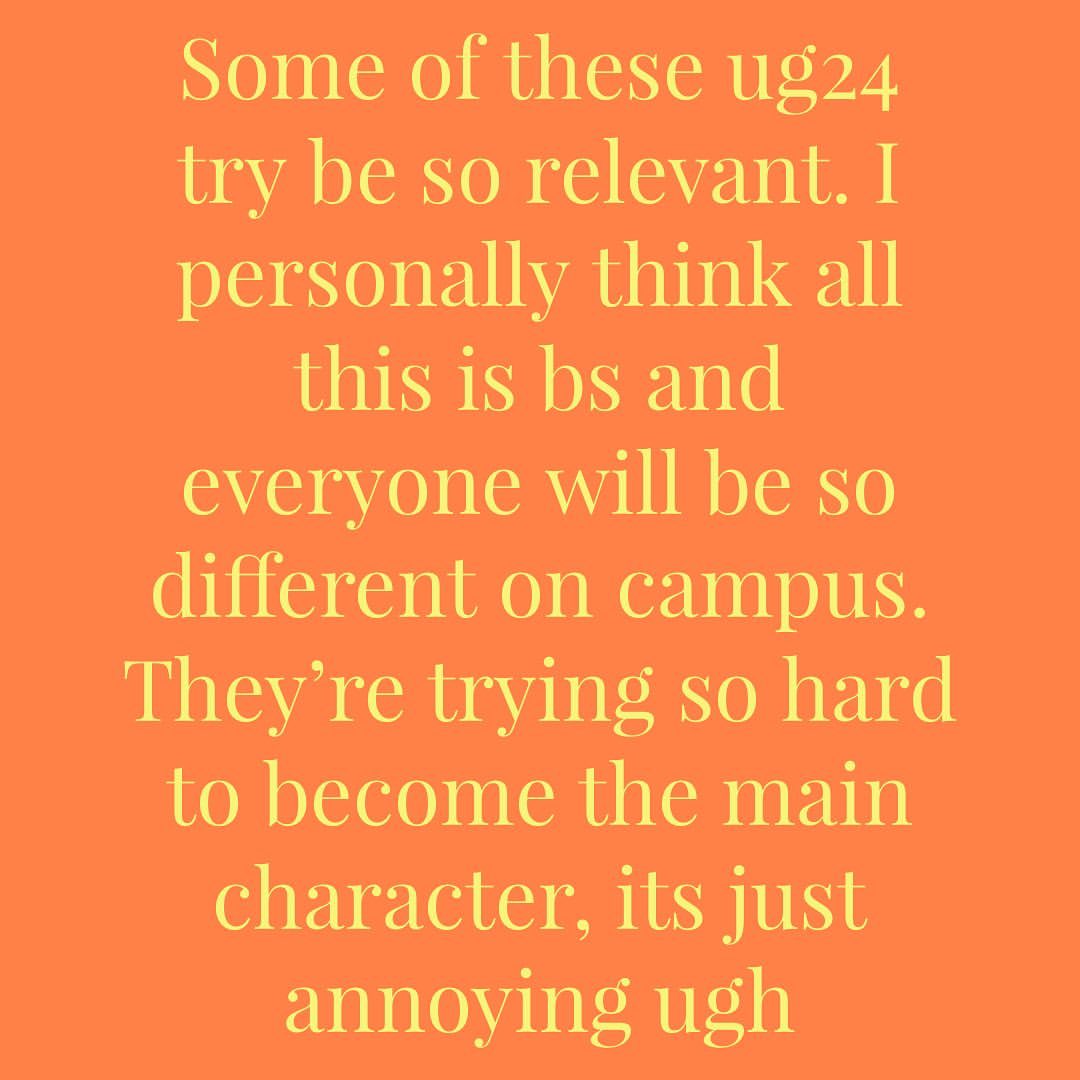 Some of these ug24
try be so relevant. I
personally think all
this is bs and
everyone will be so
different on campus.
They’re trying so hard
to become the main
character, its just
annoying ugh